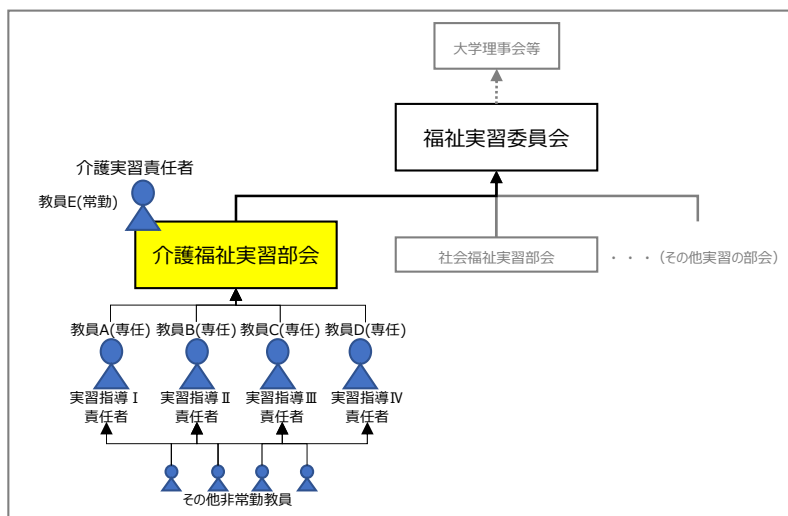 大学理事会等
福祉実習委員会
介護実習責任者
教員E(常勤)
介護福祉実習部会
社会福祉実習部会
・・・(その他実習の部会)
教員A(専任)
教員B(専任)
教員C(専任)
教員D(専任)
実習指導Ⅰ
責任者
実習指導Ⅱ
責任者
実習指導Ⅲ
責任者
実習指導Ⅳ
責任者
その他非常勤教員